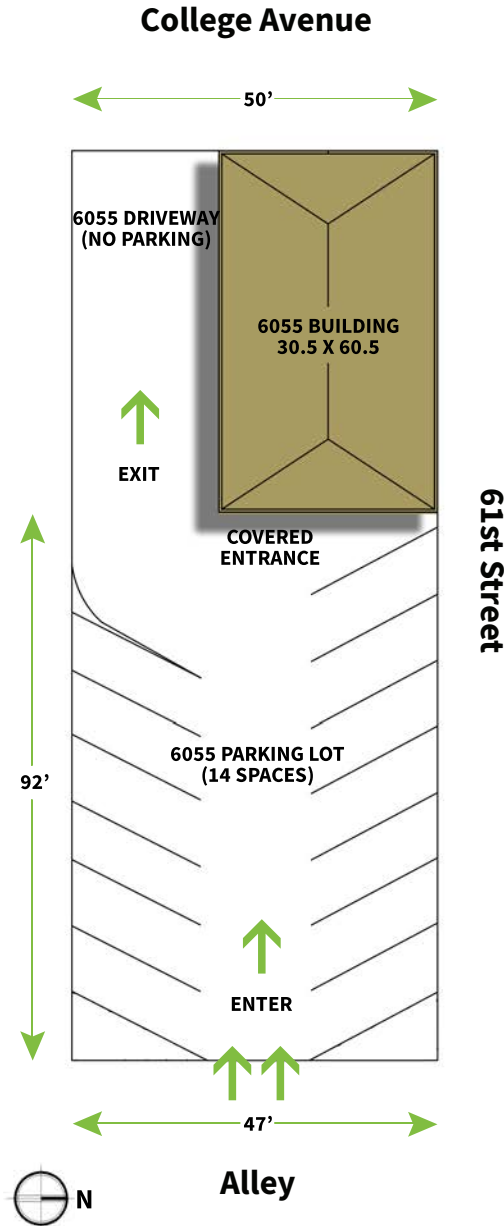 College Avenue
50’
6055 DRIVEWAY
(NO PARKING)
6055 BUILDING
30.5 X 60.5
EXIT
COVERED
ENTRANCE
61st Street
6055 PARKING LOT
(14 SPACES)
92’
ENTER
47’
Alley
N